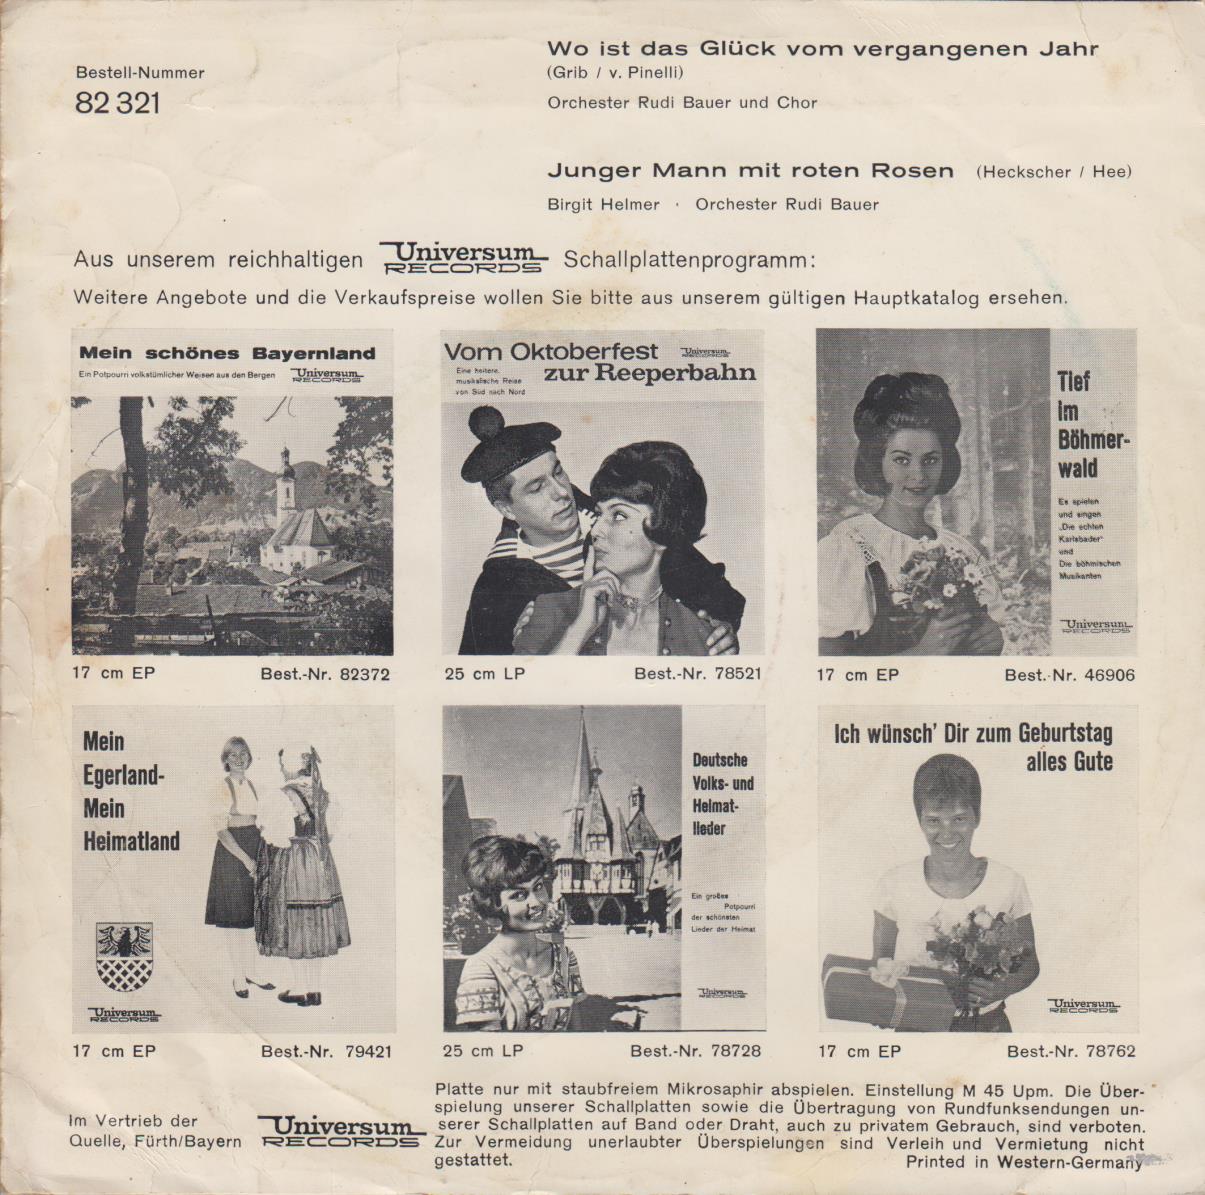 Bestell-Nummer
82 321
Wo ist das Glück vom vergangenen Jahr
(Grib / v. Pinelli)
Orchester Rudi Bauer und Chor
Junger Mann mit roten Rosen (Heckscher / Hee)
Birgit Helmer · Orchester Rudi Bauer
Aus unserem reichhaltigen Universum RECORDS Schallplattenprogramm:
Weitere Angebote und die Verkaufspreise wollen Sie bitte aus unserem gültigen Hauptkatalog ersehen.
Mein schönes Bayernland
Ein Potpourri volkstümlicher Weisen aus den Bergen
Universum
RECORDS
17 cm EP Best.-Nr. 82372
Vom Oktoberfest
zur Reeperbahn
Universum
RECORDS
Eine heitere,
musikalische Reise
von Süd nach Nord
25 cm LP Best.-Nr. 78521
Tief
im
Böhmer-
wald
Es spielen
und singen
„Die echten
Karlsbader"
und
Die böhmischen
Musikanten
Universum
RECORDS
17 cm EP Best.-Nr. 46906
Mein
Egerland-
Mein
Heimatland
Universum
RECORDS
17 cm EP Best.-Nr. 79421
Deutsche
Volks- und
Heimat-
lieder
Ein großes
Potpourri
der schönsten
Lieder der Heimat
Universum
RECORDS
25 cm LP Best.-Nr. 78728
Ich wünsch' Dir zum Geburtstag
alles Gute
Universum
RECORDS
17 cm EP Best.-Nr. 78762
Im Vertrieb der
Quelle, Fürth/Bayern
Universum
RECORDS
Platte nur mit staubfreiem Mikrosaphir abspielen. Einstellung M 45 Upm. Die Über-
spielung unserer Schallplatten sowie die Übertragung von Rundfunksendungen un-
serer Schallplatten auf Band oder Draht, auch zu privatem Gebrauch, sind verboten.
Zur Vermeidung unerlaubter Überspielungen sind Verleih und Vermietung nicht
gestattet.
Printed in Western-Germany